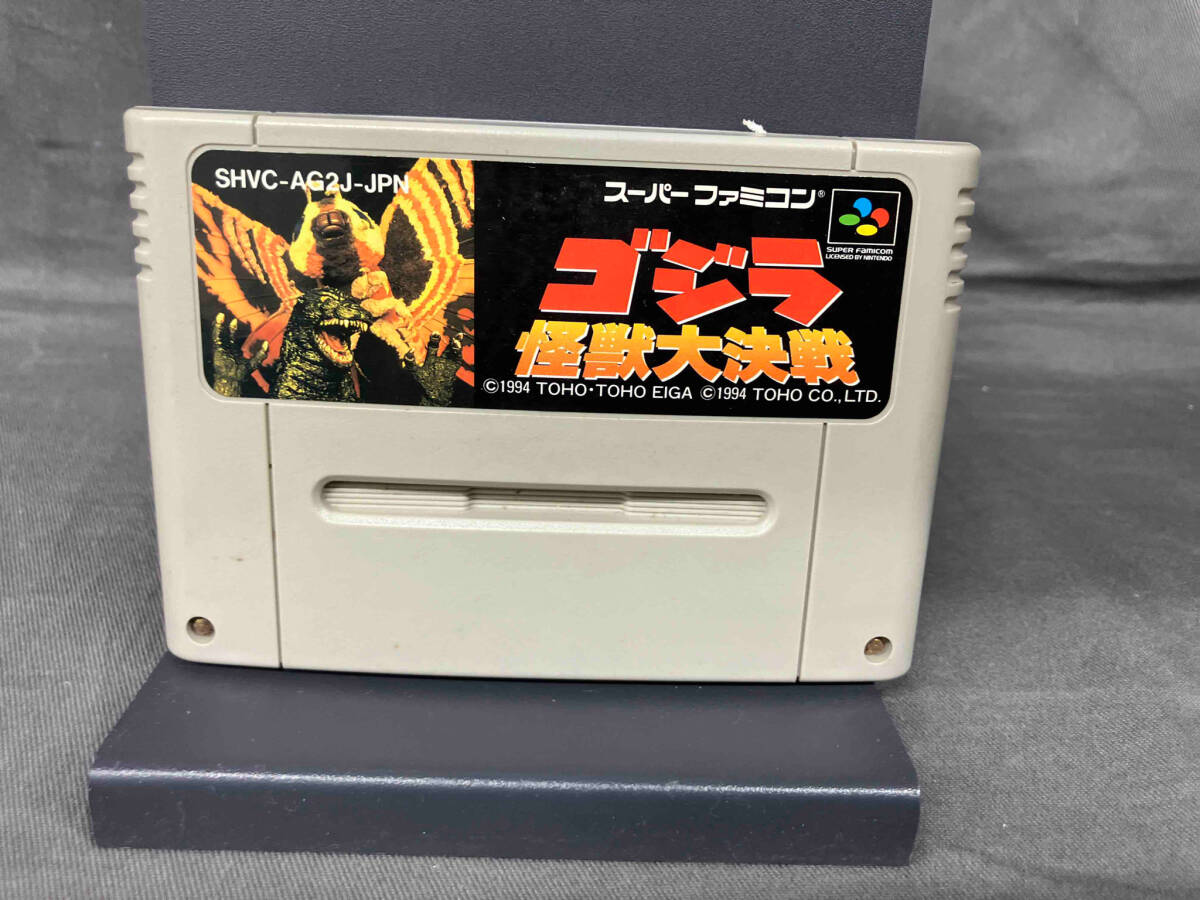 SHVC-AG2J-JPN
スーパーファミコン®
SUPER FAMICOM
LICENSED BY NINTENDO
ゴジラ
怪獣大決戦
©1994 TOHO・TOHO EIGA ©1994 TOHO CO., LTD.